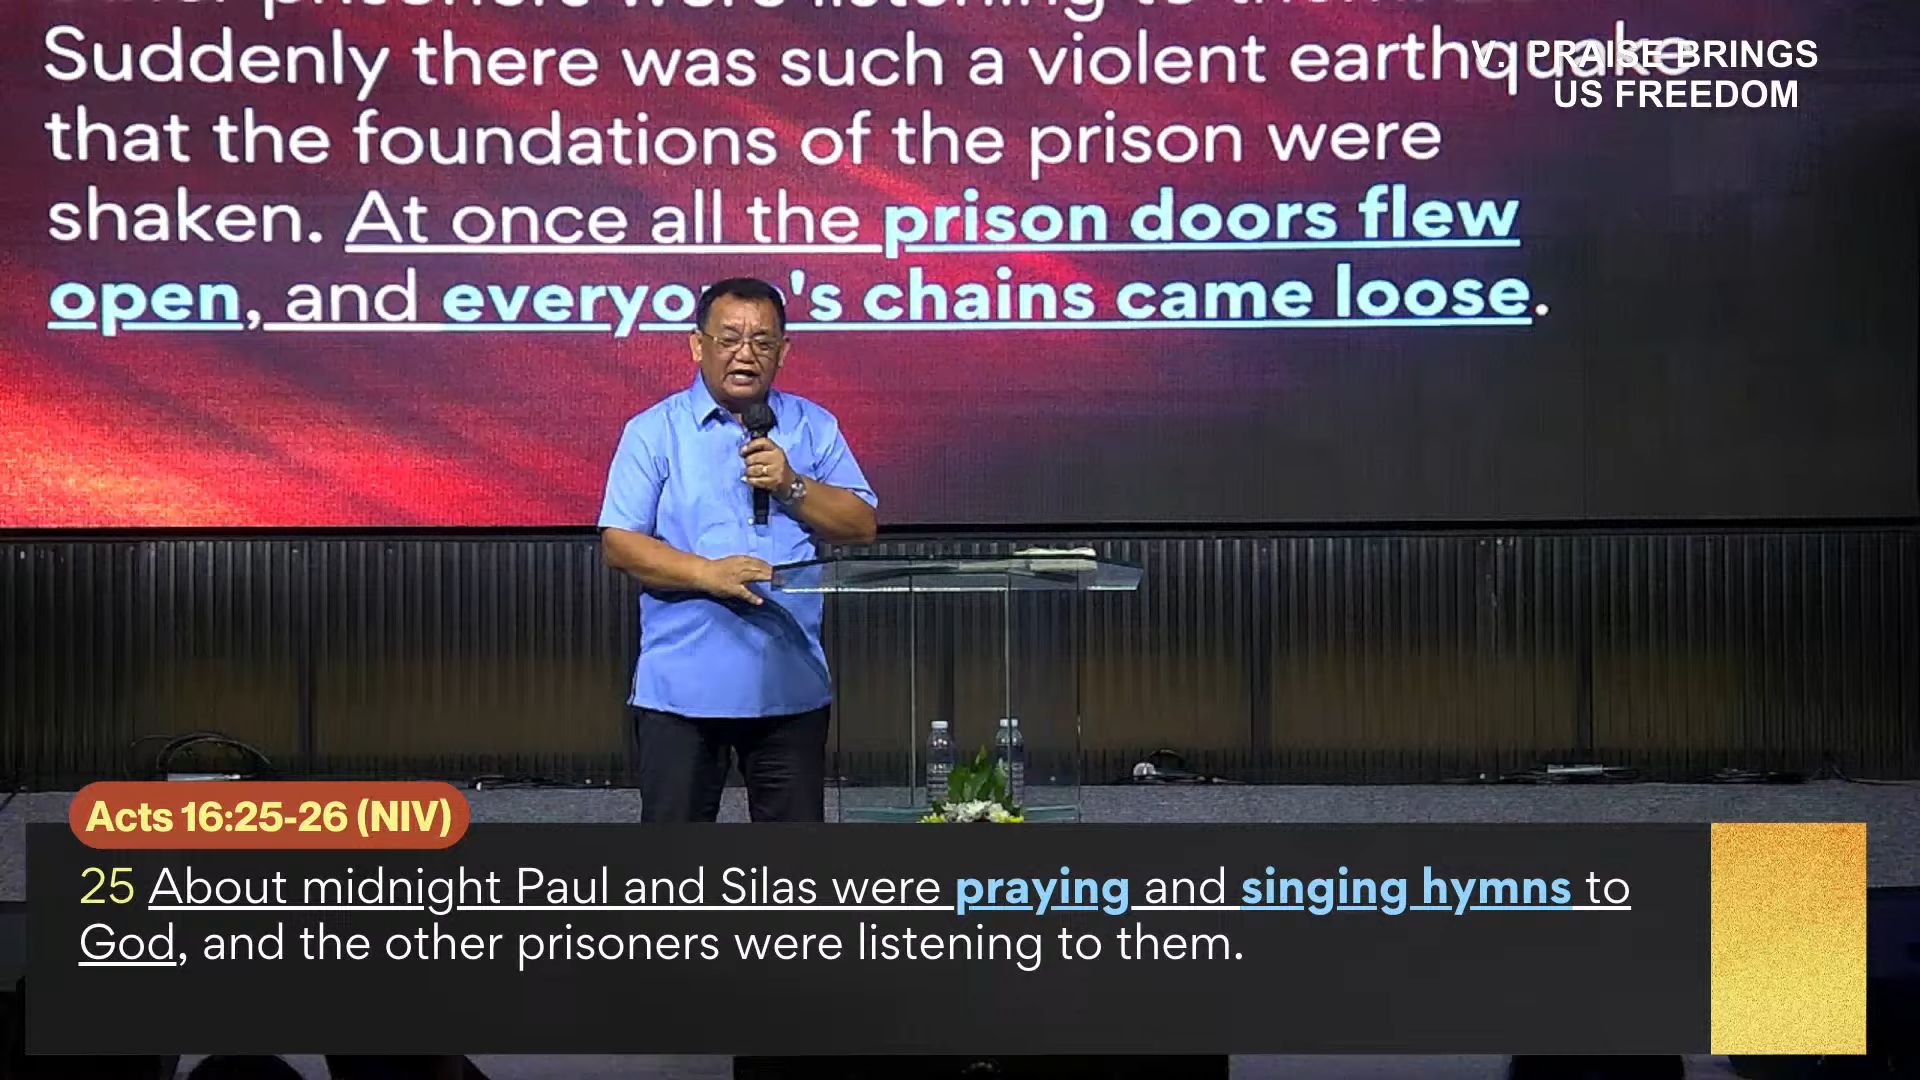 Suddenly there was such a violent earthquake
that the foundations of the prison were
shaken. At once all the prison doors flew
open, and 's chains came loose.
V. PRAISE BRINGS
US FREEDOM
Acts 16:25-26 (NIV)
25 About midnight Paul and Silas were praying and singing hymns to
God, and the other prisoners were listening to them.